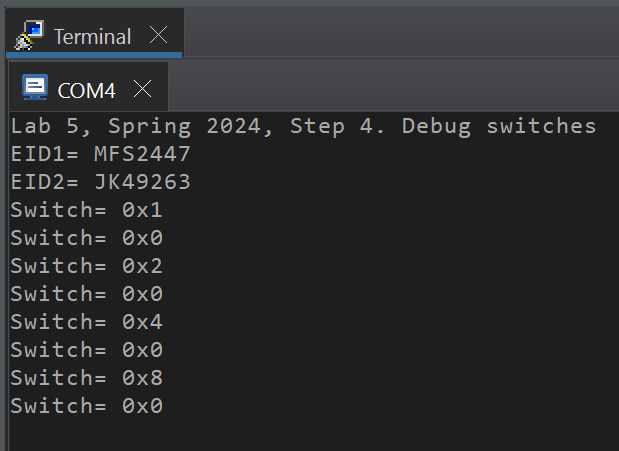 Terminal
COM4
Lab 5, Spring 2024, Step 4. Debug switches
EID1= MFS2447
EID2= JK49263
Switch= 0x1
Switch= 0x0
Switch= 0x2
Switch= 0x0
Switch= 0x4
Switch= 0x0
Switch= 0x8
Switch= 0x0